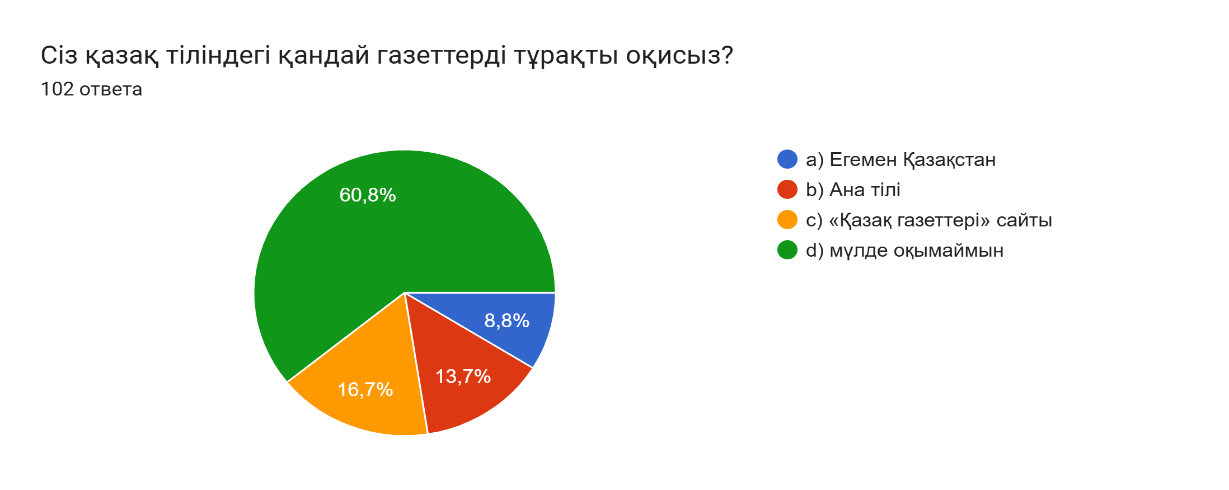 Сіз қазақ тіліндегі қандай газеттерді тұрақты оқисыз?
102 ответа
60,8%
8,8%
13,7%
16,7%
a) Егемен Қазақстан
b) Ана тілі
c) «Қазақ газеттері» сайты
d) мүлде оқымаймын